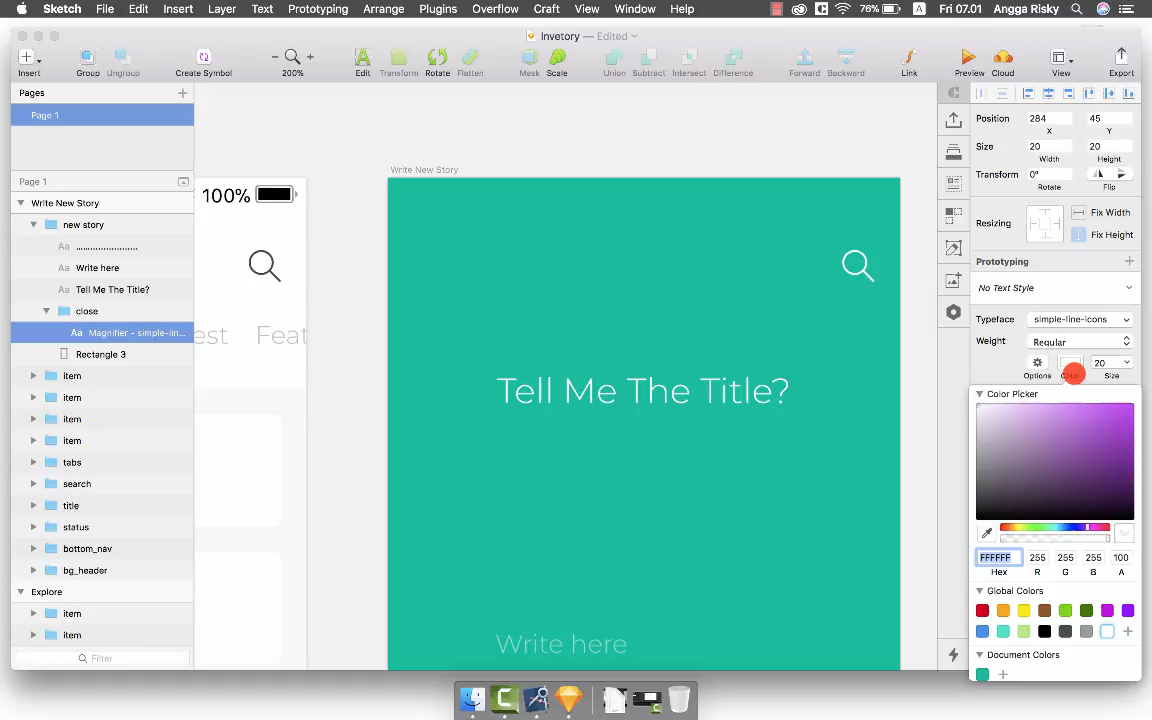 Sketch File Edit Insert Layer Text Prototyping Arrange Plugins Overflow Craft View Window Help 76% A Fri 07.01 Angga Risky
Invetory — Edited
200%
Insert Group Ungroup Create Symbol Edit Transform Rotate Flatten Mask Scale Union Subtract Intersect Difference Forward Backward Link Preview Cloud View Export
Pages
Page 1
Page 1
Write New Story
new story
Aa ........................
Aa Write here
Aa Tell Me The Title?
close
Aa Magnifier - simple-lin...
Rectangle 3
item
item
item
item
tabs
search
title
status
bottom_nav
bg_header
Explore
item
item
Filter
100%
est Feat
Write New Story
Tell Me The Title?
Write here
Position 284 45
X Y
Size 20 20
Width Height
Transform 0°
Rotate Flip
Resizing Fix Width
Fix Height
Prototyping
No Text Style
Typeface simple-line-icons
Weight Regular
20
Options Color Size
Color Picker
FFFFFF 255 255 255 100
Hex R G B A
Global Colors
Document Colors